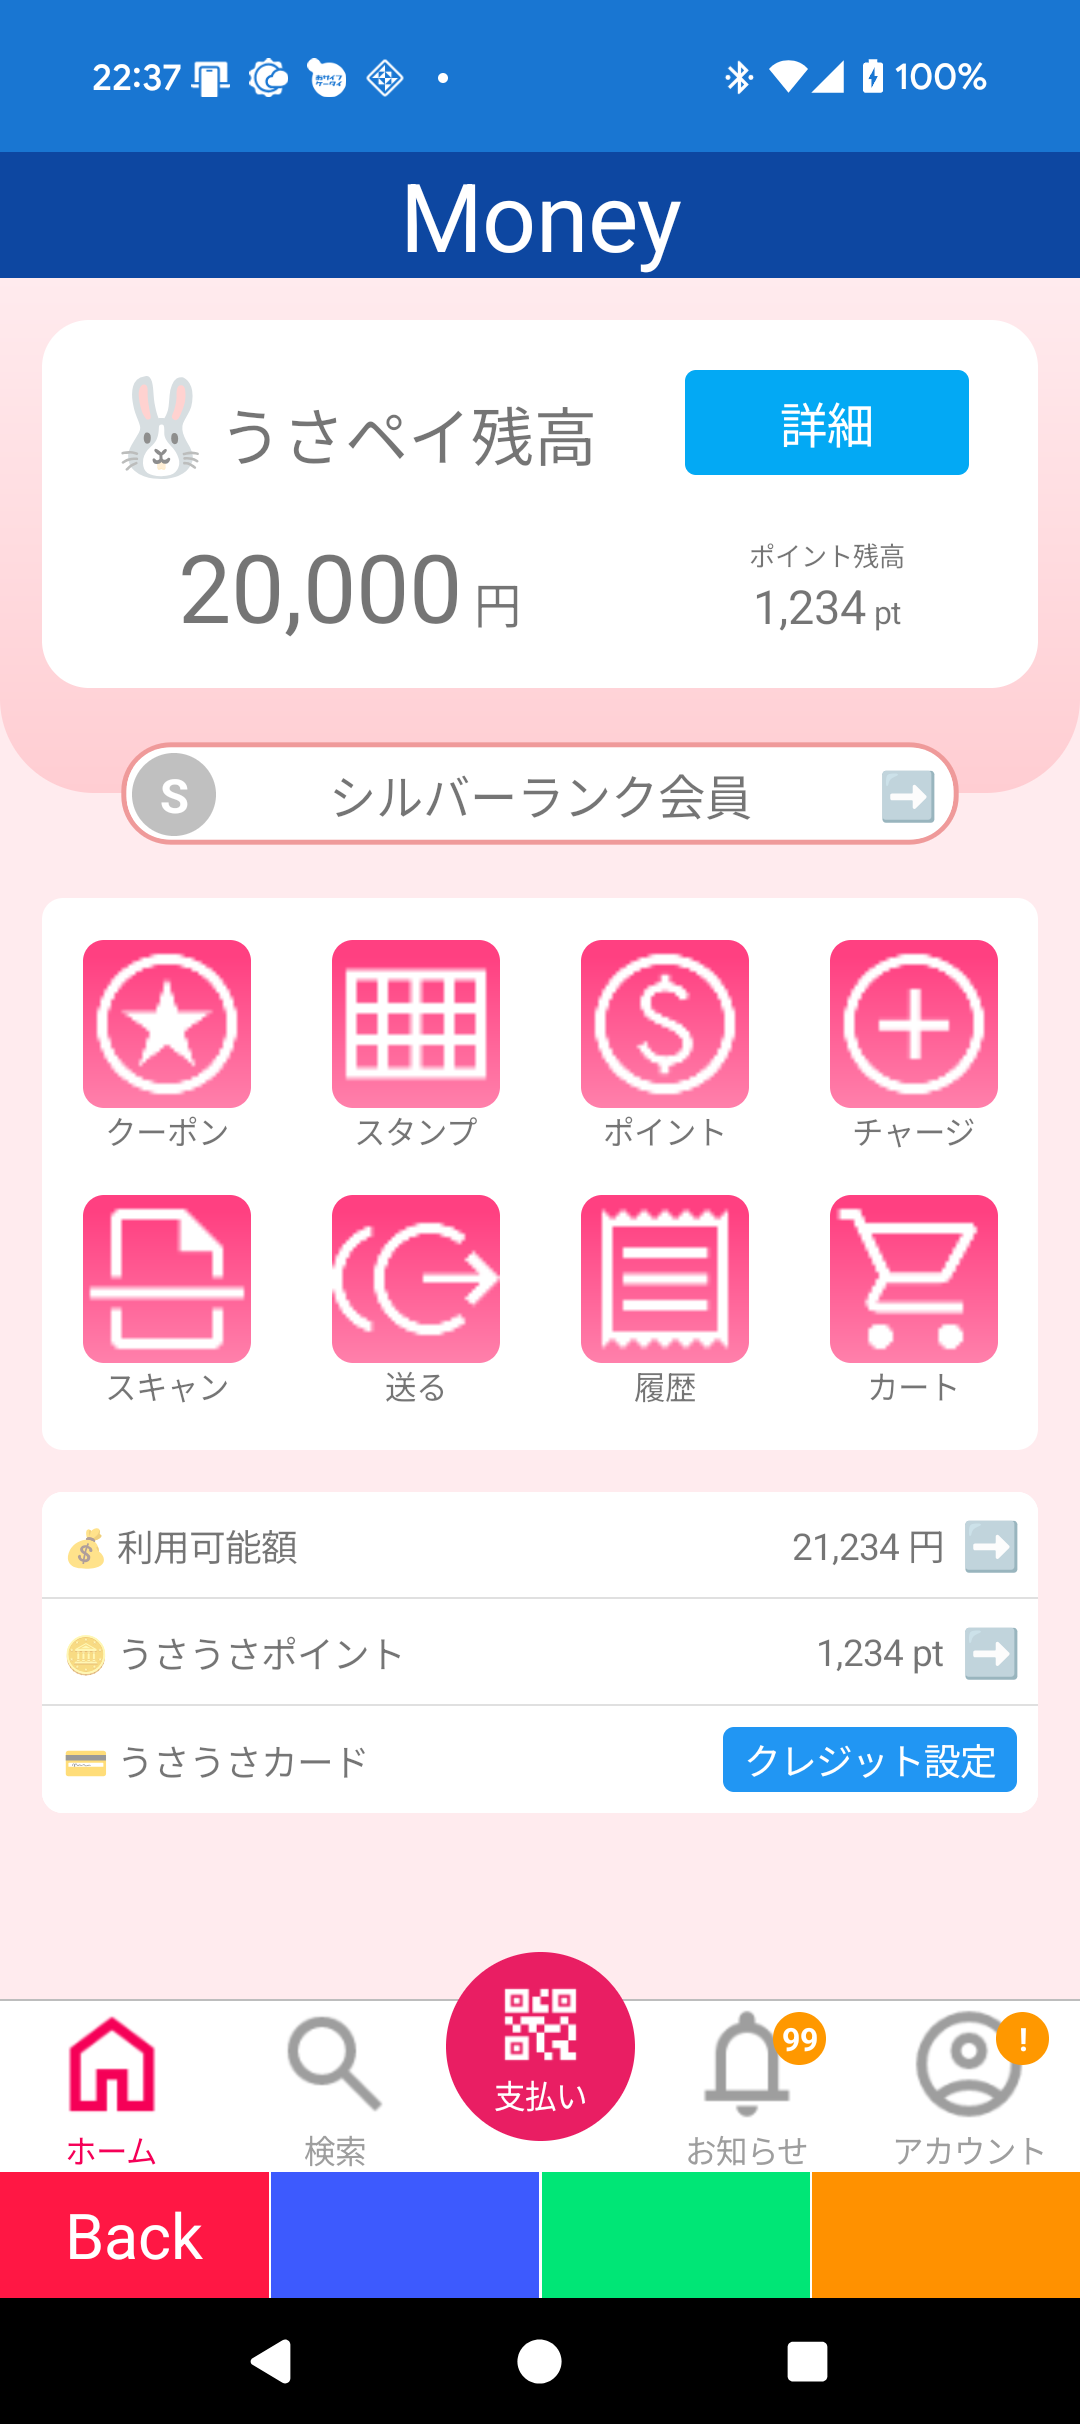 22:37
100%
Money
うさペイ残高
詳細
20,000 円
ポイント残高
1,234 pt
S
シルバーランク会員
クーポン
スタンプ
ポイント
チャージ
スキャン
送る
履歴
カート
利用可能額
21,234 円
うさうさポイント
1,234 pt
うさうさカード
クレジット設定
ホーム
検索
支払い
99
お知らせ
!
アカウント
Back